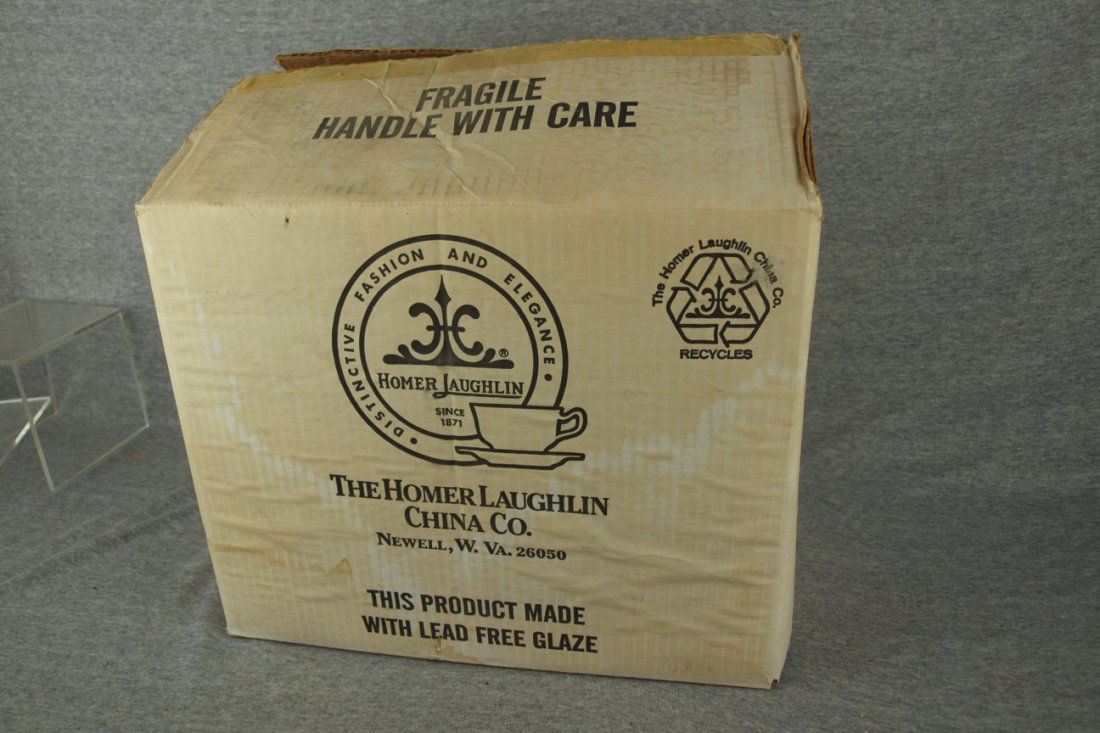 FRAGILE
HANDLE WITH CARE
• DISTINCTIVE FASHION AND ELEGANCE •
®
HOMER LAUGHLIN
SINCE
1871
The Homer Laughlin China Co.
RECYCLES
THE HOMER LAUGHLIN
CHINA CO.
NEWELL, W. VA. 26050
THIS PRODUCT MADE
WITH LEAD FREE GLAZE